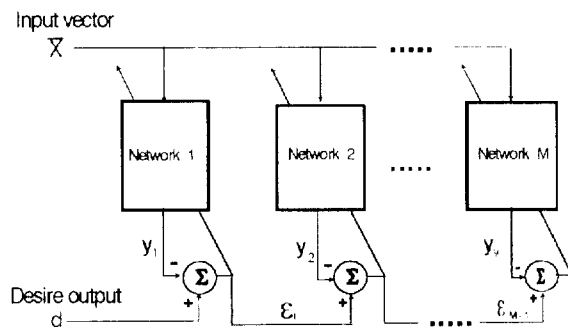 Input vector
X
Network 1
Network 2
Network M
y₁
-
Σ
+
y₂
-
Σ
+
-
Σ
+
Desire output
d
ε₁